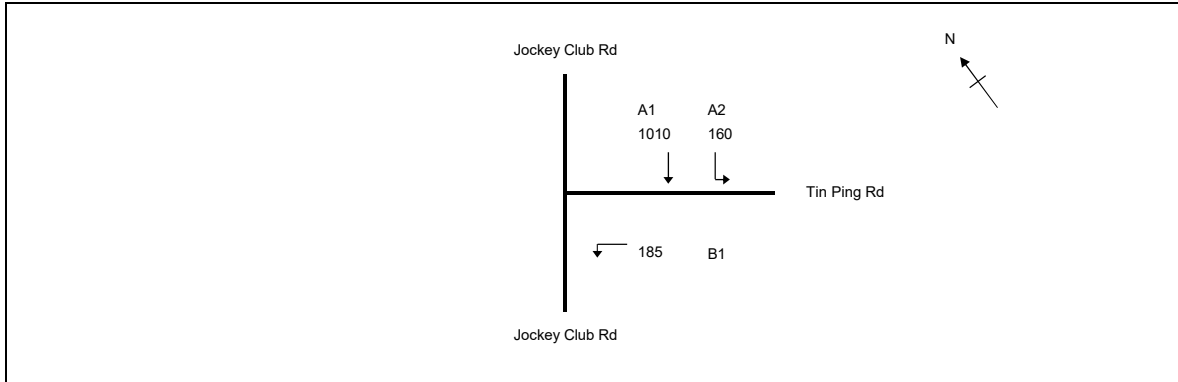 N
Jockey Club Rd
A1 A2
1010 160
Tin Ping Rd
185 B1
Jockey Club Rd